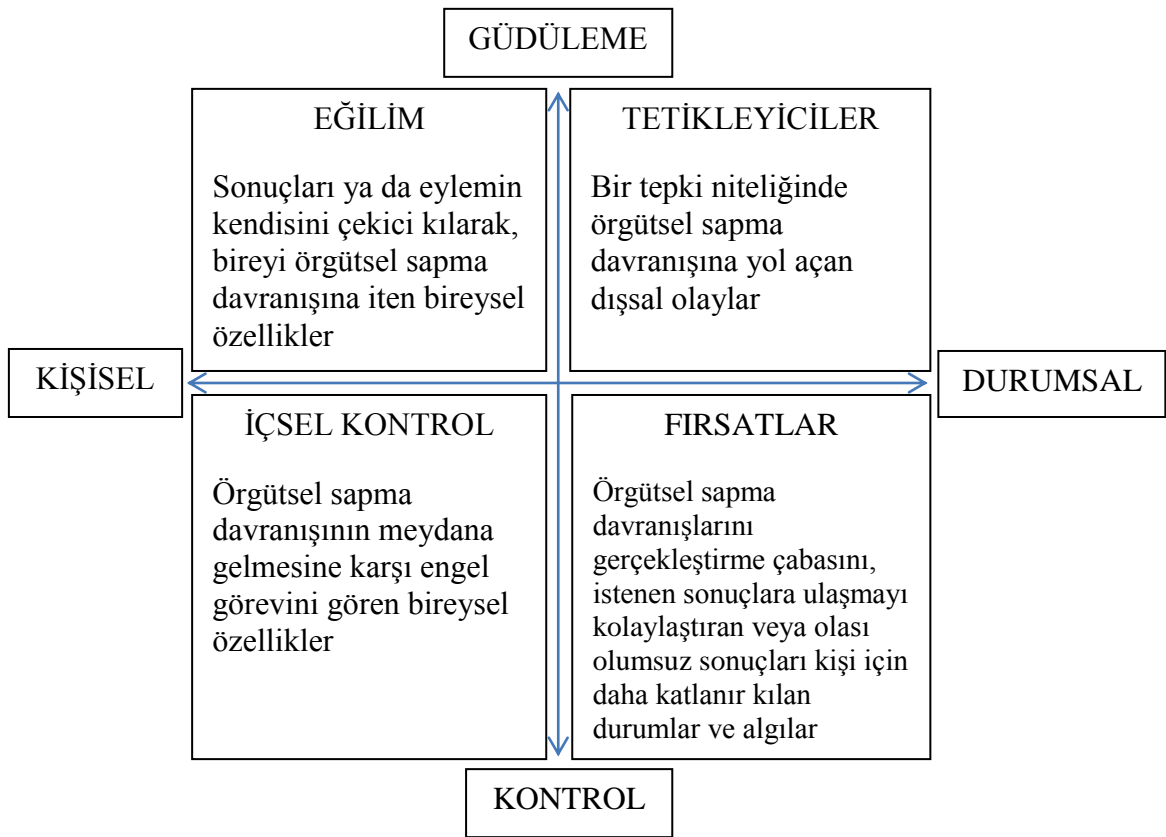 GÜDÜLEME
EĞİLİM
Sonuçları ya da eylemin
kendisini çekici kılarak,
bireyi örgütsel sapma
davranışına iten bireysel
özellikler
TETİKLEYİCİLER
Bir tepki niteliğinde
örgütsel sapma
davranışına yol açan
dışsal olaylar
KİŞİSEL
DURUMSAL
İÇSEL KONTROL
Örgütsel sapma
davranışının meydana
gelmesine karşı engel
görevini gören bireysel
özellikler
FIRSATLAR
Örgütsel sapma
davranışlarını
gerçekleştirme çabasını,
istenen sonuçlara ulaşmayı
kolaylaştıran veya olası
olumsuz sonuçları kişi için
daha katlanır kılan
durumlar ve algılar
KONTROL